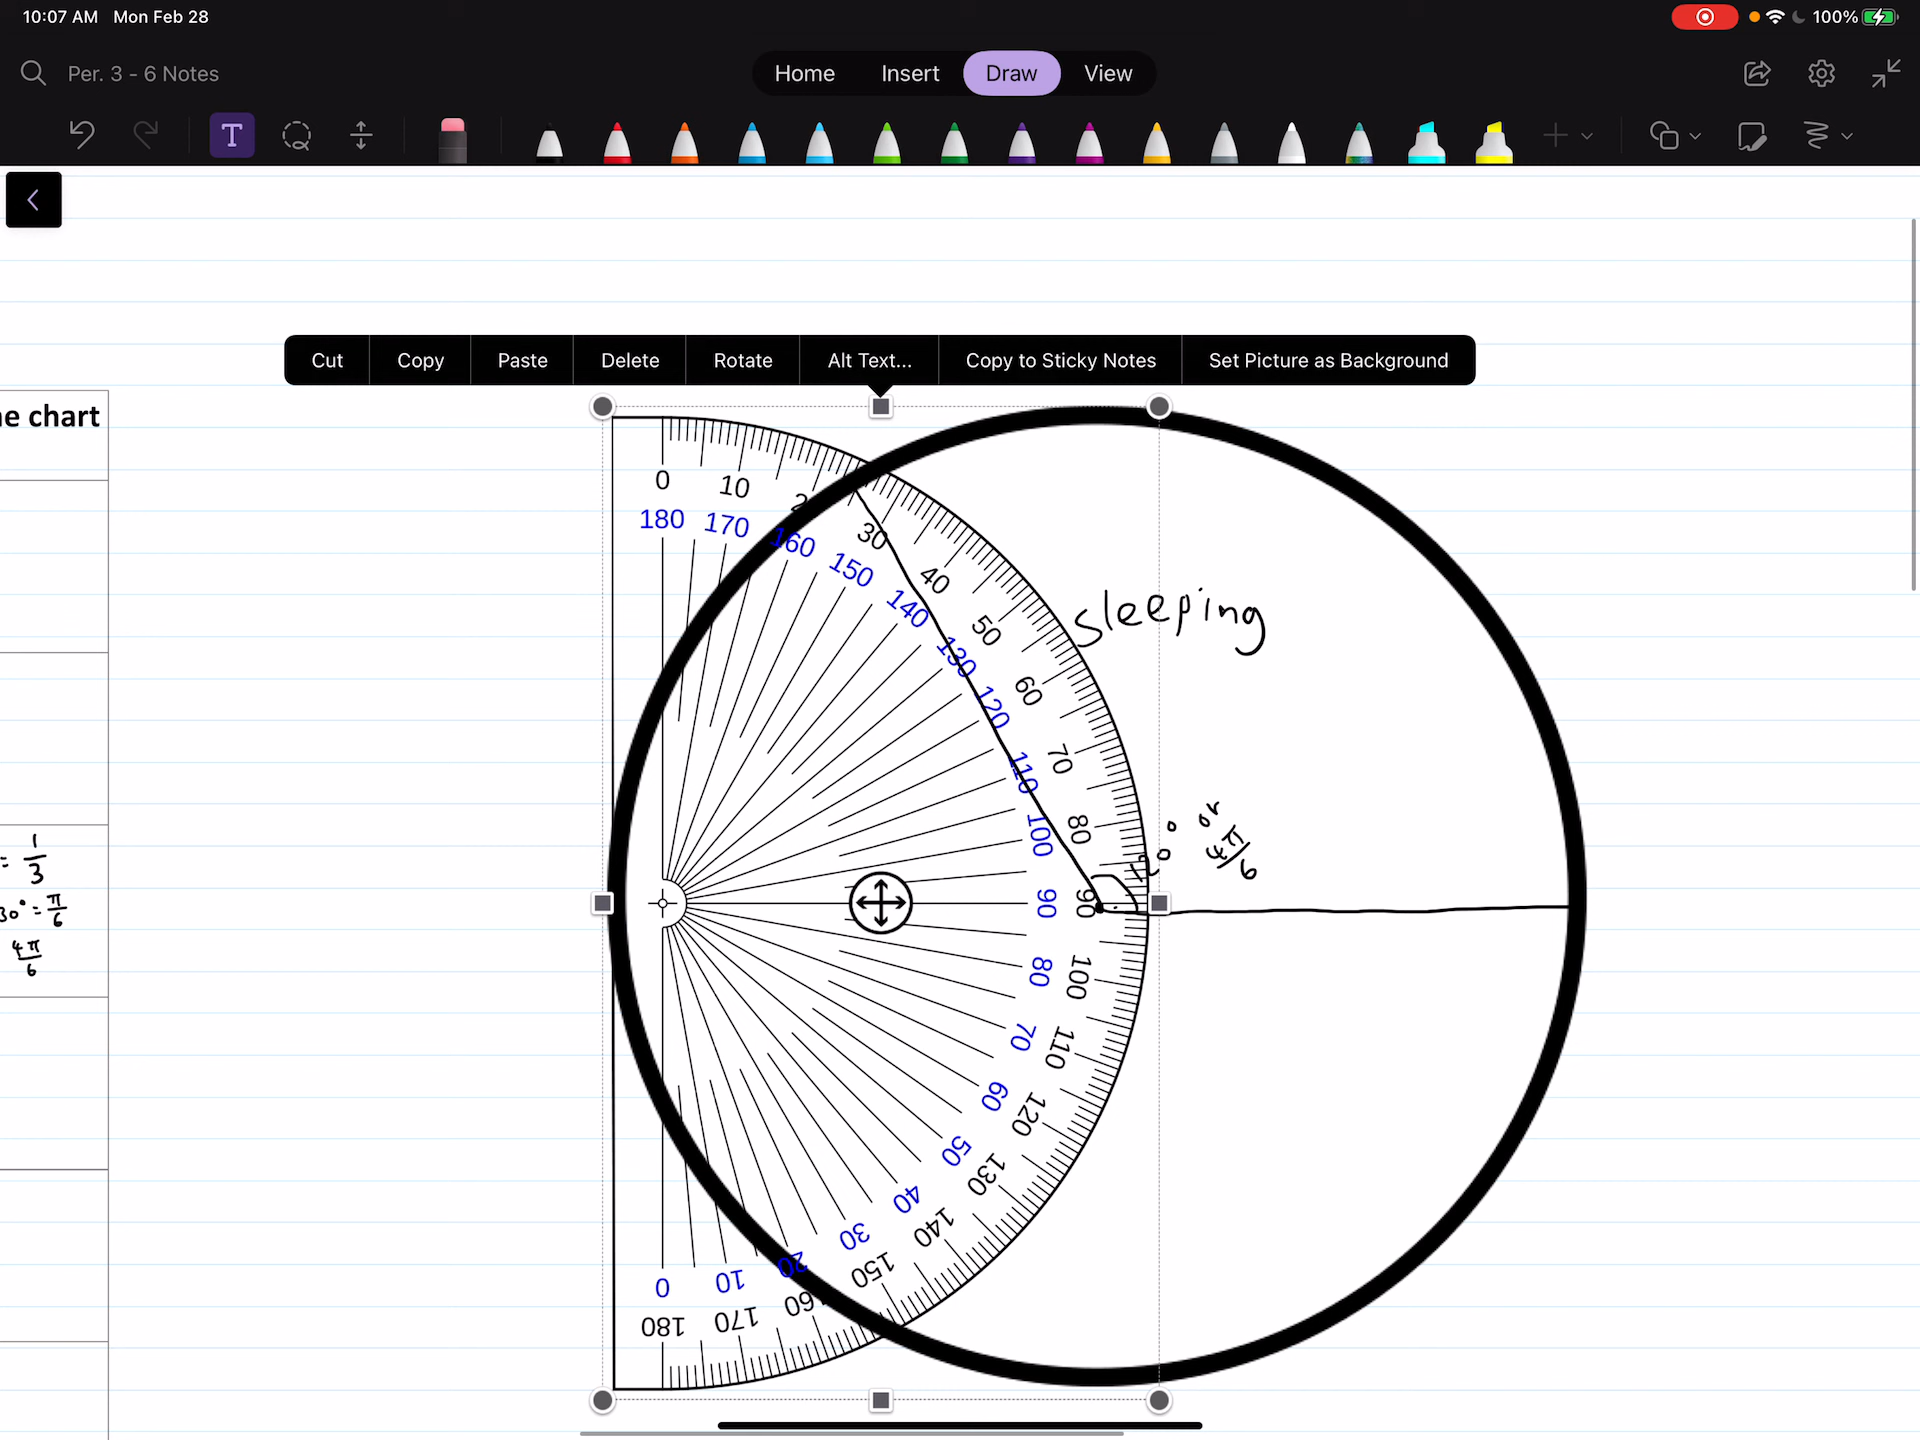 10:07 AM Mon Feb 28
100%
Per. 3 - 6 Notes
Home Insert Draw View
T
Cut Copy Paste Delete Rotate Alt Text... Copy to Sticky Notes Set Picture as Background
e chart
0 10 2 30 40 50 60 70 80 90 100 110 120 130 140 150 160 170 180
180 170 160 150 140 130 120 110 100 90 80 70 60 50 40 30 20 10 0
sleeping
120° or 4π/6
= 1/3
30° = π/6
4π/6